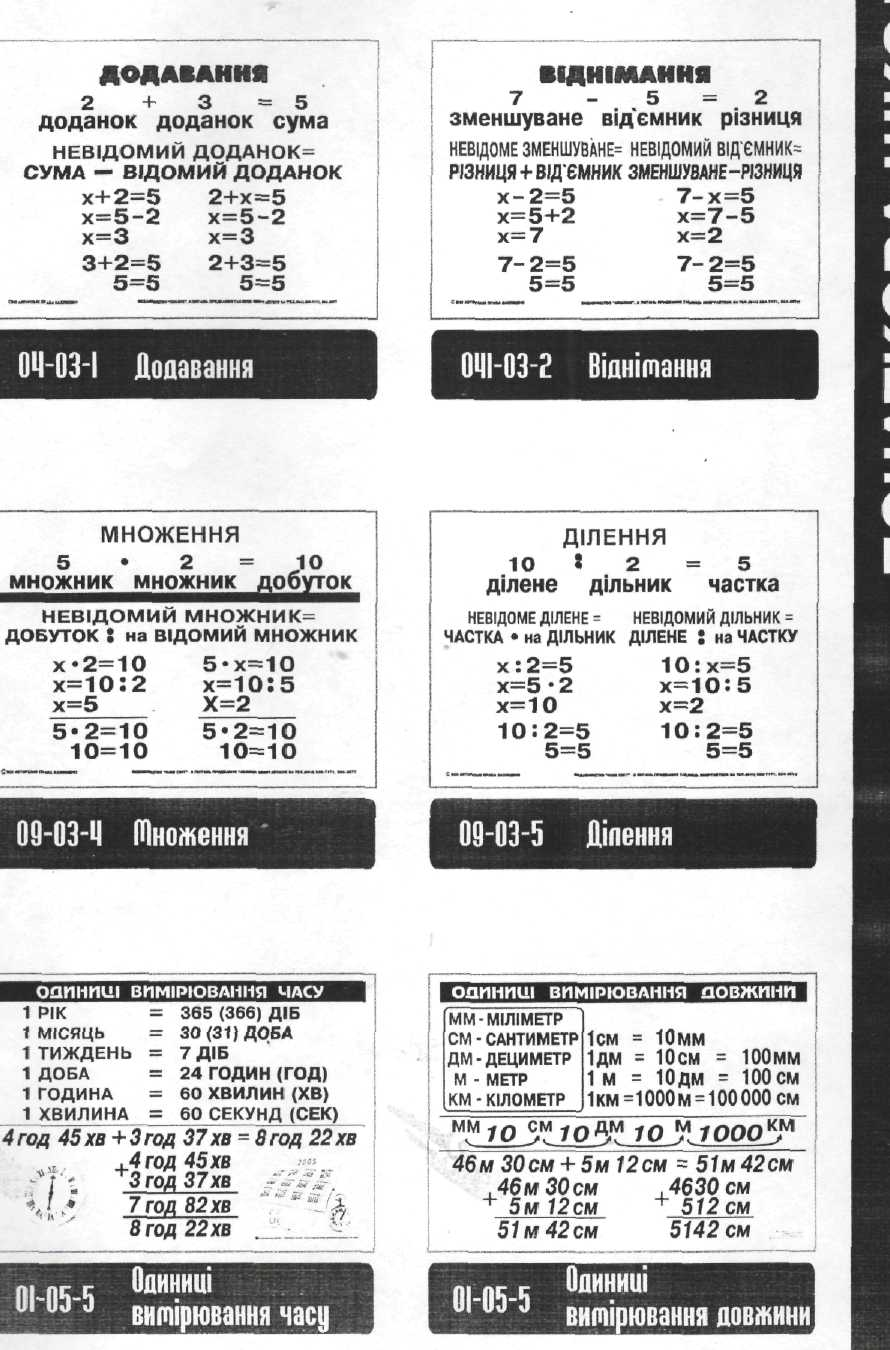 ДОДАВАННЯ
2 + 3 = 5
доданок доданок сума
НЕВІДОМИЙ ДОДАНОК=
СУМА — ВІДОМИЙ ДОДАНОК
х+2=5 2+х=5
х=5-2 х=5-2
х=3 х=3
3+2=5 2+3=5
5=5 5=5
04-03-1 Додавання
ВІДНІМАННЯ
7 - 5 = 2
зменшуване від'ємник різниця
НЕВІДОМЕ ЗМЕНШУВАНЕ= НЕВІДОМИЙ ВІД'ЄМНИК=
РІЗНИЦЯ+ВІД'ЄМНИК ЗМЕНШУВАНЕ–РІЗНИЦЯ
х-2=5 7-х=5
х=5+2 х=7-5
х=7 х=2
7-2=5 7-2=5
5=5 5=5
041-03-2 Віднімання
МНОЖЕННЯ
5 • 2 = 10
множник множник добуток
НЕВІДОМИЙ МНОЖНИК=
ДОБУТОК : на ВІДОМИЙ МНОЖНИК
х•2=10 5•х=10
х=10:2 х=10:5
х=5 Х=2
5•2=10 5•2=10
10=10 10=10
09-03-4 Множення
ДІЛЕННЯ
10 : 2 = 5
ділене дільник частка
НЕВІДОМЕ ДІЛЕНЕ = НЕВІДОМИЙ ДІЛЬНИК =
ЧАСТКА • на ДІЛЬНИК ДІЛЕНЕ : на ЧАСТКУ
х:2=5 10:х=5
х=5•2 х=10:5
х=10 х=2
10:2=5 10:2=5
5=5 5=5
09-03-5 Ділення
ОДИНИЦІ ВИМІРЮВАННЯ ЧАСУ
1 РІК = 365 (366) ДІБ
1 МІСЯЦЬ = 30 (31) ДОБА
1 ТИЖДЕНЬ = 7 ДІБ
1 ДОБА = 24 ГОДИН (ГОД)
1 ГОДИНА = 60 ХВИЛИН (ХВ)
1 ХВИЛИНА = 60 СЕКУНД (СЕК)
4 год 45 хв + 3 год 37 хв = 8 год 22 хв
+4 год 45 хв
3 год 37 хв
7 год 82 хв
8 год 22 хв
2005
01-05-5 Одиниці
вимірювання часу
ОДИНИЦІ ВИМІРЮВАННЯ ДОВЖИНИ
ММ - МІЛІМЕТР
СМ - САНТИМЕТР 1см = 10мм
ДМ - ДЕЦИМЕТР 1дм = 10см = 100мм
М - МЕТР 1 м = 10дм = 100 см
КМ - КІЛОМЕТР 1км =1000м=100 000 см
ММ 10 СМ 10 ДМ 10 М 1000 КМ
46м 30см + 5м 12см = 51м 42см
+46м 30см +4630 см
5м 12см 512 см
51м 42см 5142 см
01-05-5 Одиниці
вимірювання довжини